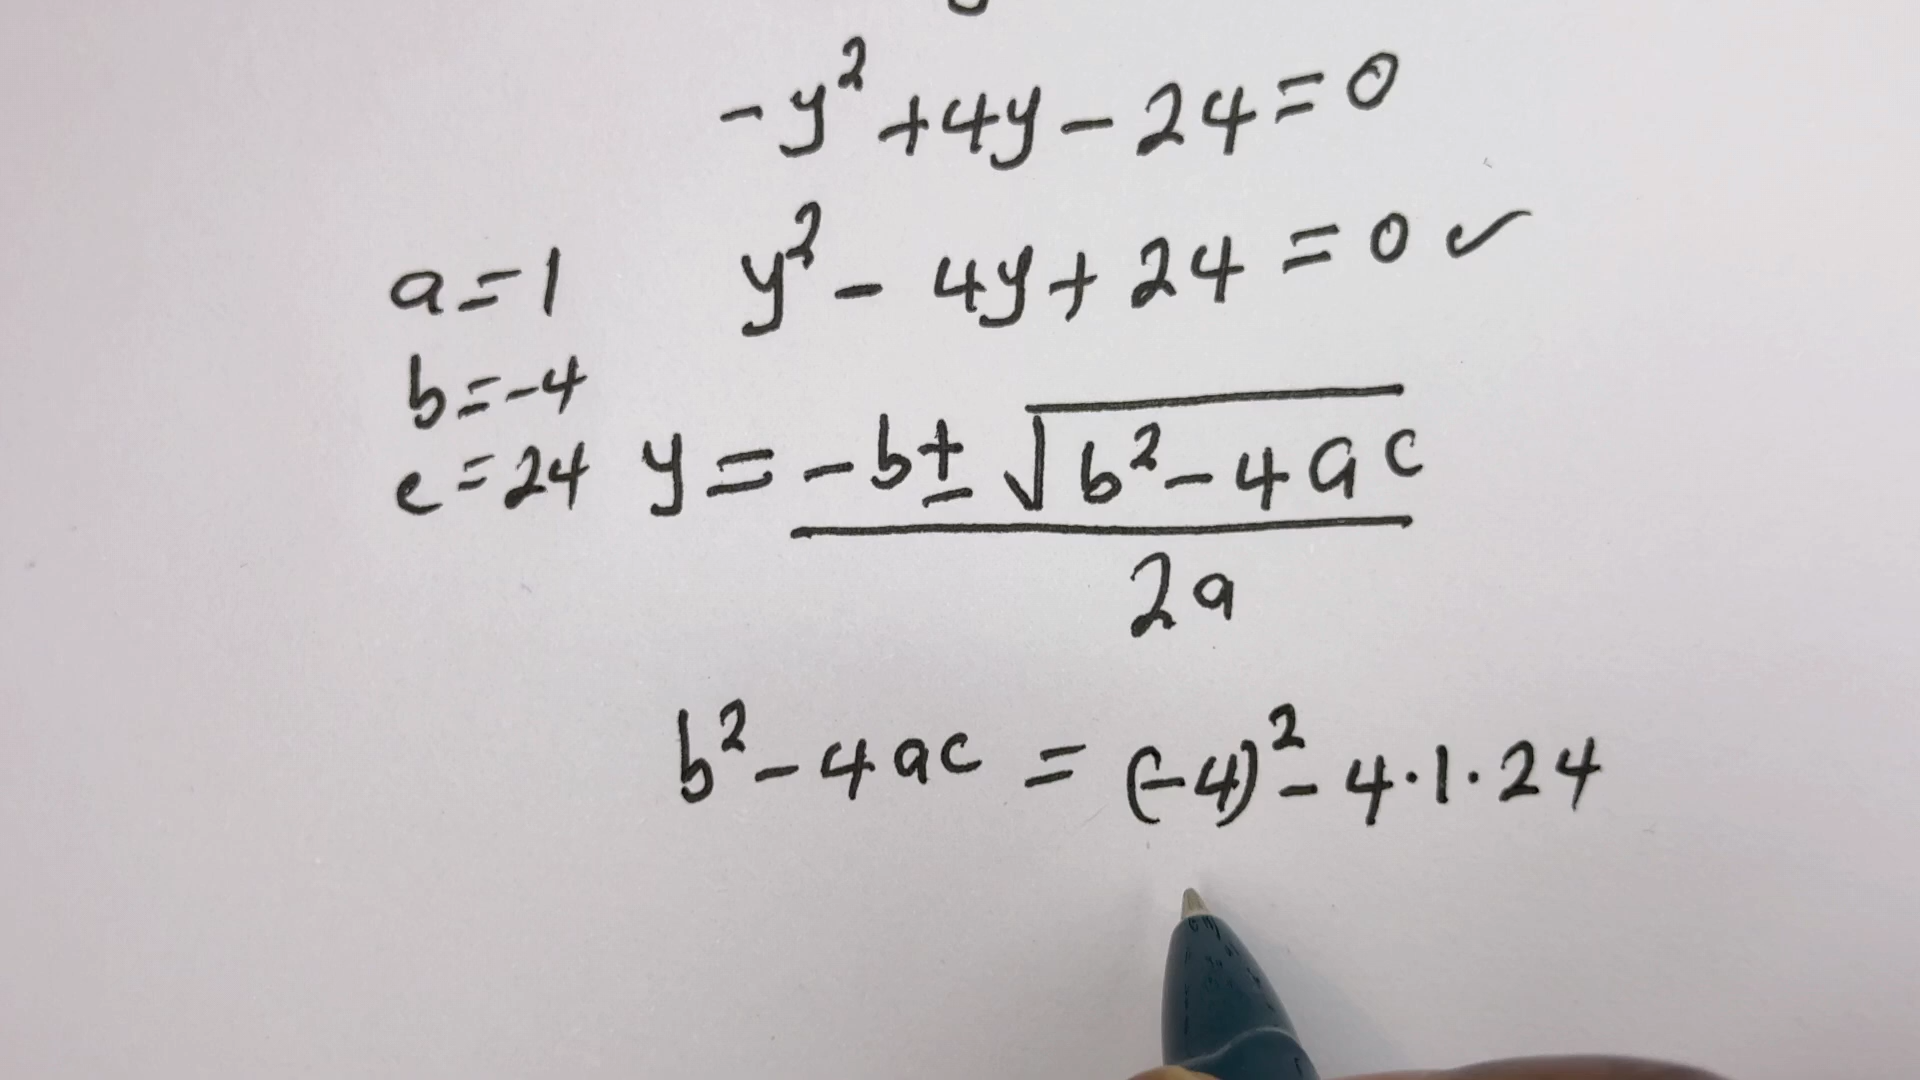 -y² + 4y - 24 = 0
a = 1
y² - 4y + 24 = 0 ✓
b = -4
c = 24
y = -b ± √(b² - 4ac)
2a
b² - 4ac = (-4)² - 4·1·24